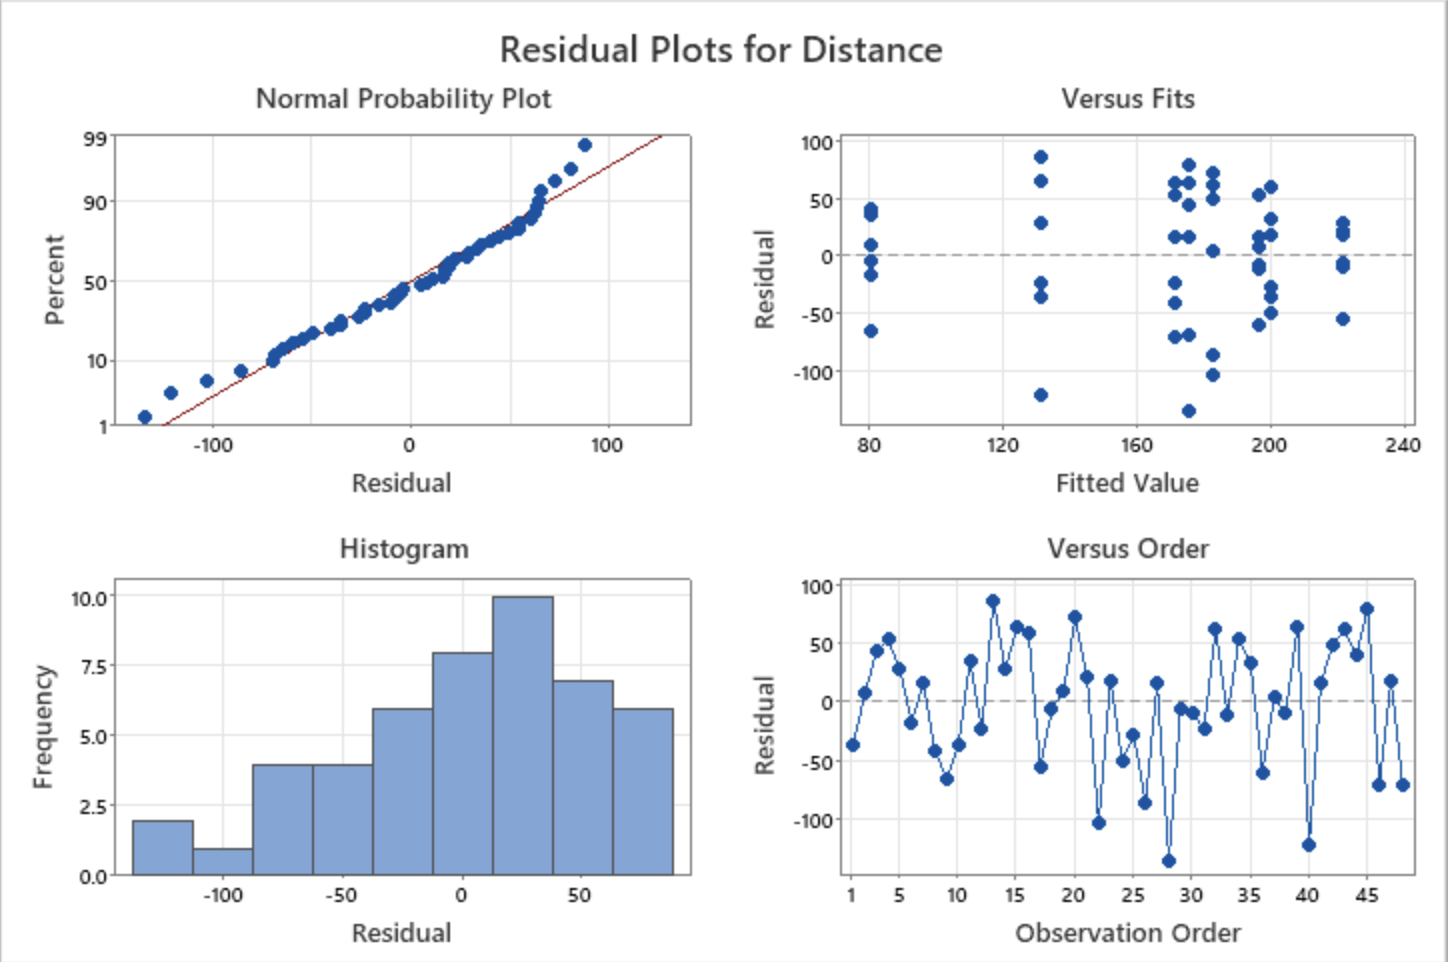 Residual Plots for Distance
Normal Probability Plot
Versus Fits
99
90
50
10
1
Percent
-100 0 100
Residual
100
50
0
-50
-100
Residual
80 120 160 200 240
Fitted Value
Histogram
Versus Order
10.0
7.5
5.0
2.5
0.0
Frequency
-100 -50 0 50
Residual
100
50
0
-50
-100
Residual
1 5 10 15 20 25 30 35 40 45
Observation Order